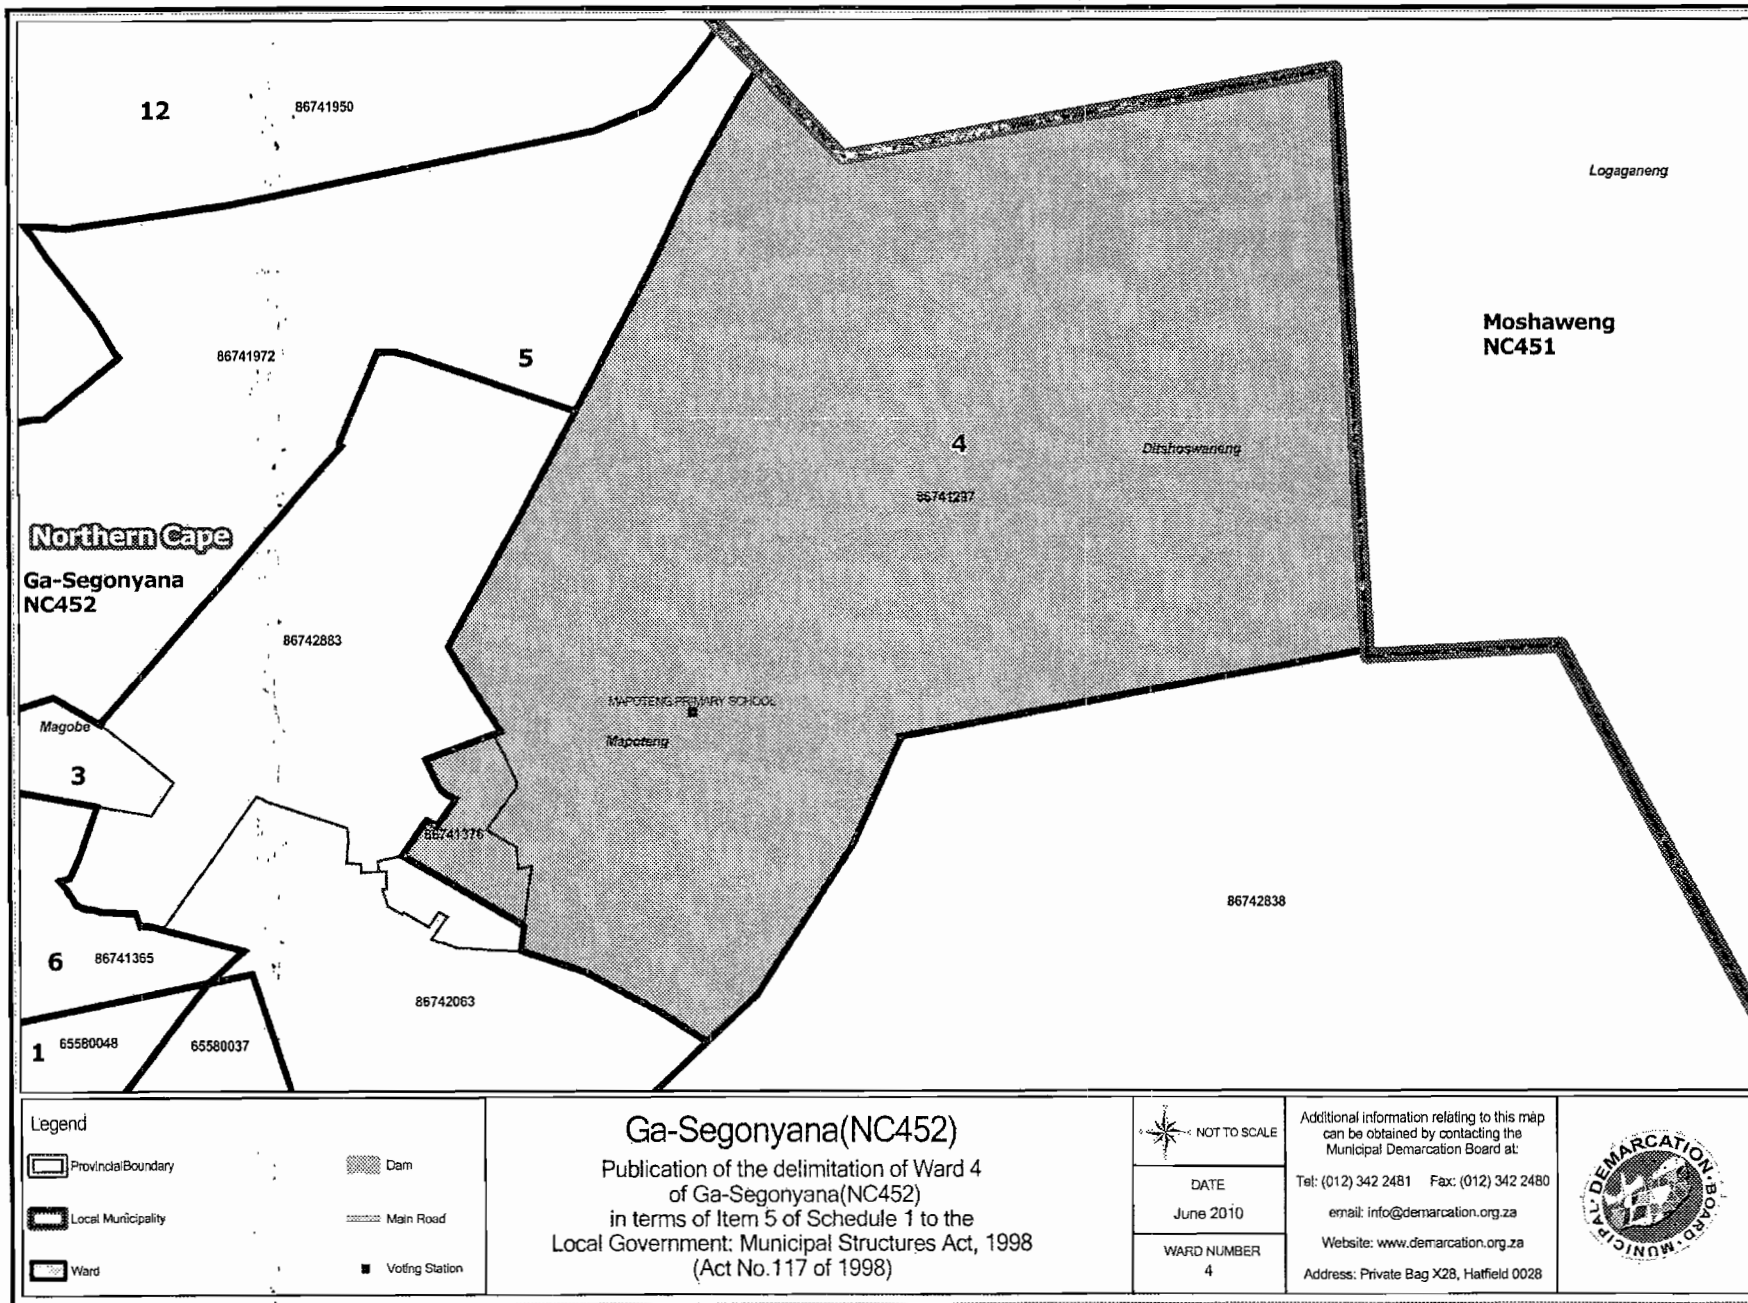 12
86741950
Logaganeng
Moshaweng
NC451
86741972
5
4
Ditshoswaneng
86741297
Northern Cape
Ga-Segonyana
NC452
86742883
MAPOTENG PRIMARY SCHOOL
Magobe
Mapoteng
3
86741376
86742838
6
86741365
86742063
1
65580048
65580037
Legend
Provincial Boundary
Dam
Local Municipality
Main Road
Ward
Voting Station
Ga-Segonyana(NC452)
Publication of the delimitation of Ward 4
of Ga-Segonyana(NC452)
in terms of Item 5 of Schedule 1 to the
Local Government: Municipal Structures Act, 1998
(Act No.117 of 1998)
NOT TO SCALE
DATE
June 2010
WARD NUMBER
4
Additional information relating to this map
can be obtained by contacting the
Municipal Demarcation Board at:
Tel: (012) 342 2481 Fax: (012) 342 2480
email: info@demarcation.org.za
Website: www.demarcation.org.za
Address: Private Bag X28, Hatfield 0028
MUNICIPAL DEMARCATION BOARD